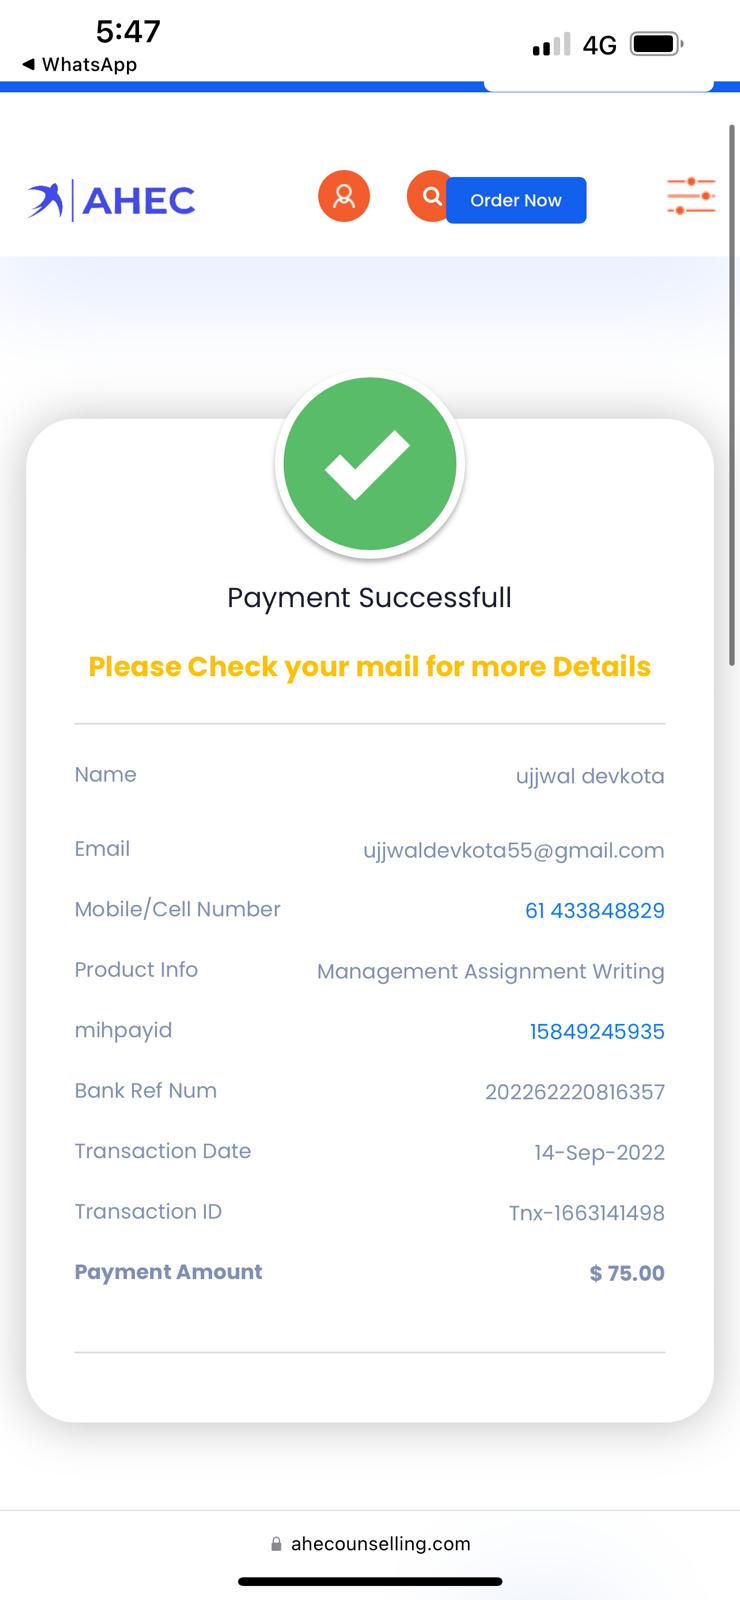 5:47
4G
◀ WhatsApp
AHEC
Order Now
Payment Successfull
Please Check your mail for more Details
Name ujjwal devkota
Email ujjwaldevkota55@gmail.com
Mobile/Cell Number 61 433848829
Product Info Management Assignment Writing
mihpayid 15849245935
Bank Ref Num 202262220816357
Transaction Date 14-Sep-2022
Transaction ID Tnx-1663141498
Payment Amount $ 75.00
ahecounselling.com